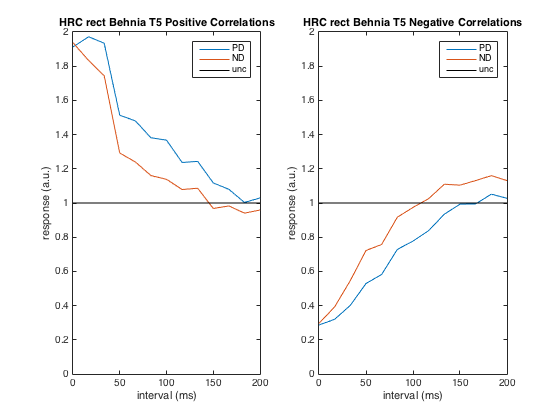 HRC rect Behnia T5 Positive Correlations
2
1.8
1.6
1.4
1.2
1
0.8
0.6
0.4
0.2
0
response (a.u.)
PD
ND
unc
0 50 100 150 200
interval (ms)
HRC rect Behnia T5 Negative Correlations
2
1.8
1.6
1.4
1.2
1
0.8
0.6
0.4
0.2
0
response (a.u.)
PD
ND
unc
0 50 100 150 200
interval (ms)